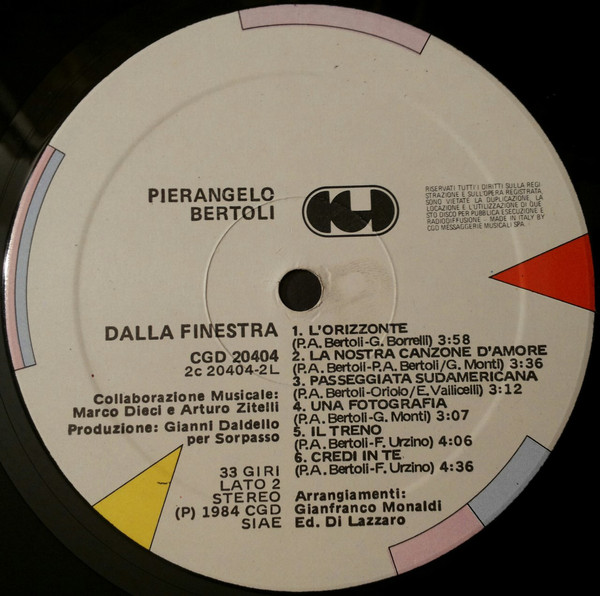 PIERANGELO
BERTOLI
CGD
RISERVATI TUTTI I DIRITTI SULLA REGI-
STRAZIONE E SULL'OPERA REGISTRATA.
SONO VIETATE LA DUPLICAZIONE, LA
LOCAZIONE E L'UTILIZZAZIONE DI QUE-
STO DISCO PER PUBBLICA ESECUZIONE E
RADIODIFFUSIONE - MADE IN ITALY BY
CGD MESSAGGERIE MUSICALI SPA.
DALLA FINESTRA
CGD 20404
2c 20404-2L
Collaborazione Musicale:
Marco Dieci e Arturo Zitelli
Produzione: Gianni Daldello
per Sorpasso
33 GIRI
LATO 2
STEREO
(P) 1984 CGD
SIAE
1. L'ORIZZONTE
(P.A. Bertoli-G. Borrelli) 3:58
2. LA NOSTRA CANZONE D'AMORE
(P.A. Bertoli-P.A. Bertoli/G. Monti) 3:36
3. PASSEGGIATA SUDAMERICANA
(P.A. Bertoli-Oriolo/E. Vallicelli) 3:12
4. UNA FOTOGRAFIA
(P.A. Bertoli-G. Monti) 3:07
5. IL TRENO
(P.A. Bertoli-F. Urzino) 4:06
6. CREDI IN TE
(P.A. Bertoli-F. Urzino) 4:36
Arrangiamenti:
Gianfranco Monaldi
Ed. Di Lazzaro